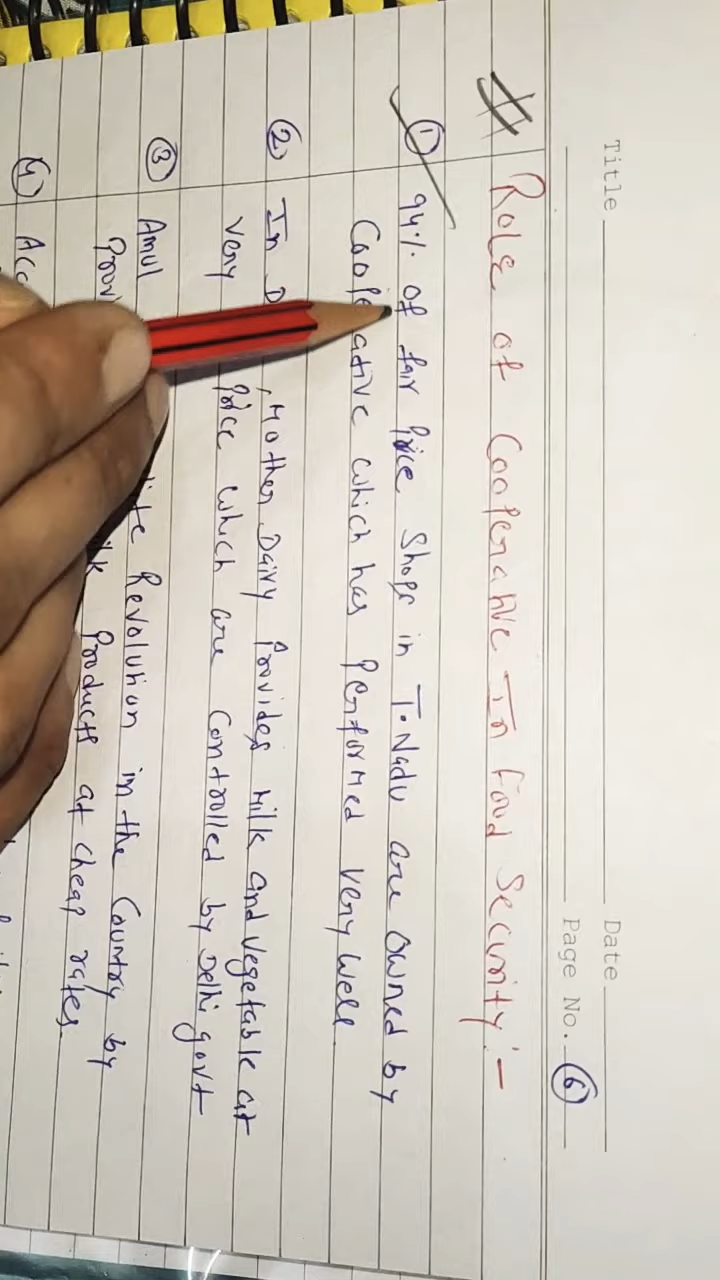 Title
Date
Page No. 6
# Role of Cooperative In Food Security :-
① 94% of fair Price Shops in T.Nadu are owned by
Cooperative which has Performed very well
② In D , Mother Dairy Provides Milk and Vegetable at
very Price which are Controlled by Delhi govt
③ Amul Revolution in the Country by
Products at cheap rates.
④